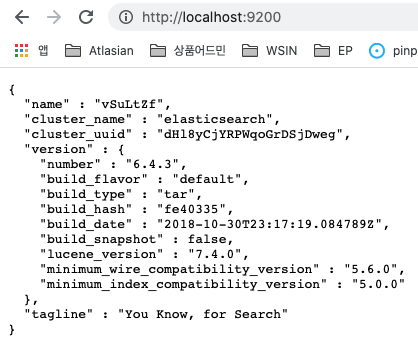 http://localhost:9200
앱 Atlasian 상품어드민 WSIN EP pinp
{
"name" : "vSuLtZf",
"cluster_name" : "elasticsearch",
"cluster_uuid" : "dHl8yCjYRPWqoGrDSjDweg",
"version" : {
"number" : "6.4.3",
"build_flavor" : "default",
"build_type" : "tar",
"build_hash" : "fe40335",
"build_date" : "2018-10-30T23:17:19.084789Z",
"build_snapshot" : false,
"lucene_version" : "7.4.0",
"minimum_wire_compatibility_version" : "5.6.0",
"minimum_index_compatibility_version" : "5.0.0"
},
"tagline" : "You Know, for Search"
}